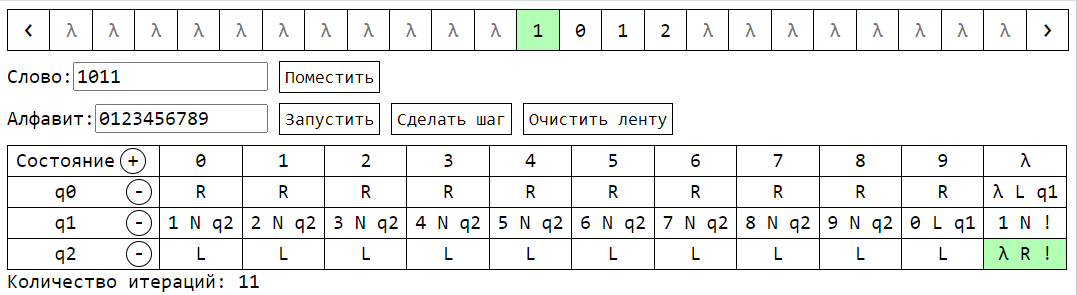 < λ λ λ λ λ λ λ λ λ λ λ 1 0 1 2 λ λ λ λ λ λ λ λ >
Слово: 1011 Поместить
Алфавит: 0123456789 Запустить Сделать шаг Очистить ленту
Состояние + 0 1 2 3 4 5 6 7 8 9 λ
q0 - R R R R R R R R R R λ L q1
q1 - 1 N q2 2 N q2 3 N q2 4 N q2 5 N q2 6 N q2 7 N q2 8 N q2 9 N q2 0 L q1 1 N !
q2 - L L L L L L L L L L λ R !
Количество итераций: 11